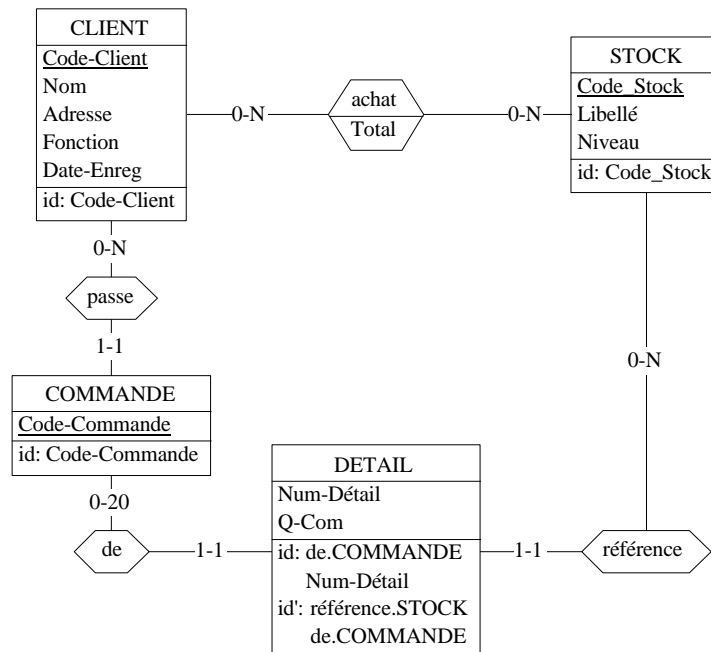 CLIENT
Code-Client
Nom
Adresse
Fonction
Date-Enreg
id: Code-Client
0-N
achat
Total
0-N
STOCK
Code_Stock
Libellé
Niveau
id: Code_Stock
0-N
passe
1-1
0-N
COMMANDE
Code-Commande
id: Code-Commande
0-20
de
1-1
DETAIL
Num-Détail
Q-Com
id: de.COMMANDE
Num-Détail
id': référence.STOCK
de.COMMANDE
1-1
référence